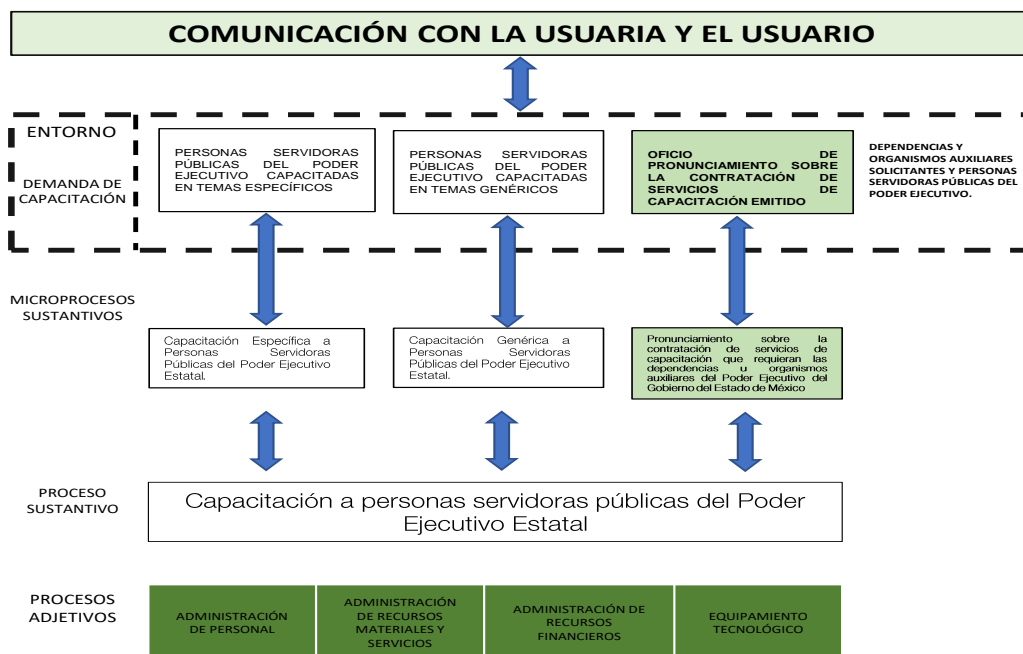 COMUNICACIÓN CON LA USUARIA Y EL USUARIO
ENTORNO
DEMANDA DE
CAPACITACIÓN
PERSONAS SERVIDORAS
PÚBLICAS DEL PODER
EJECUTIVO CAPACITADAS
EN TEMAS ESPECÍFICOS
PERSONAS SERVIDORAS
PÚBLICAS DEL PODER
EJECUTIVO CAPACITADAS
EN TEMAS GENÉRICOS
OFICIO DE
PRONUNCIAMIENTO SOBRE
LA CONTRATACIÓN DE
SERVICIOS DE
CAPACITACIÓN EMITIDO
DEPENDENCIAS Y
ORGANISMOS AUXILIARES
SOLICITANTES Y PERSONAS
SERVIDORAS PÚBLICAS DEL
PODER EJECUTIVO.
MICROPROCESOS
SUSTANTIVOS
Capacitación Específica a
Personas Servidoras
Públicas del Poder Ejecutivo
Estatal.
Capacitación Genérica a
Personas Servidoras
Públicas del Poder Ejecutivo
Estatal.
Pronunciamiento sobre la
contratación de servicios de
capacitación que requieran las
dependencias u organismos
auxiliares del Poder Ejecutivo del
Gobierno del Estado de México
PROCESO
SUSTANTIVO
Capacitación a personas servidoras públicas del Poder
Ejecutivo Estatal
PROCESOS
ADJETIVOS
ADMINISTRACIÓN
DE PERSONAL
ADMINISTRACIÓN
DE RECURSOS
MATERIALES Y
SERVICIOS
ADMINISTRACIÓN DE
RECURSOS
FINANCIEROS
EQUIPAMIENTO
TECNOLÓGICO